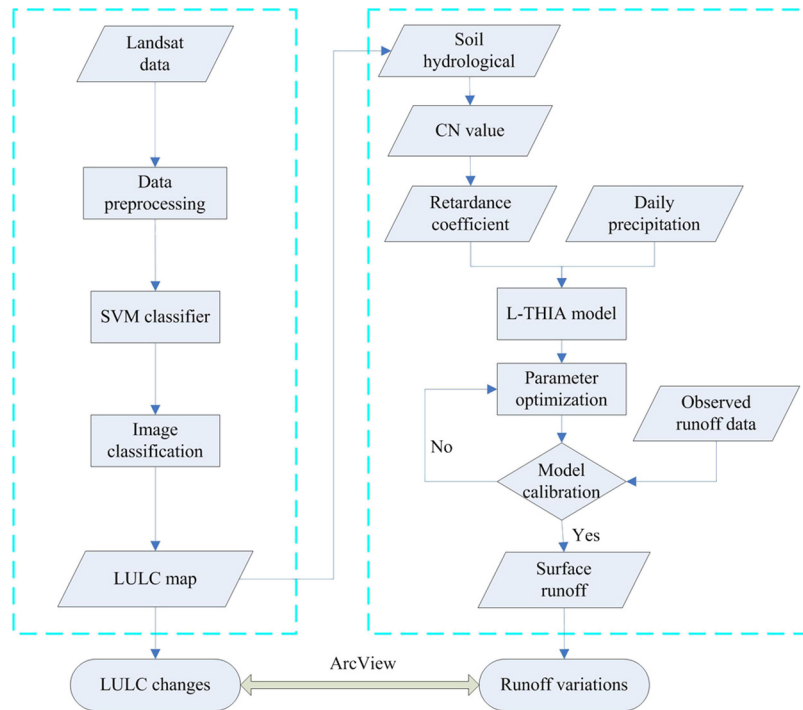 Landsat
data
Data
preprocessing
SVM classifier
Image
classification
LULC map
LULC changes
Soil
hydrological
CN value
Retardance
coefficient
Daily
precipitation
L-THIA model
Parameter
optimization
Observed
runoff data
No
Model
calibration
Yes
Surface
runoff
ArcView
Runoff variations